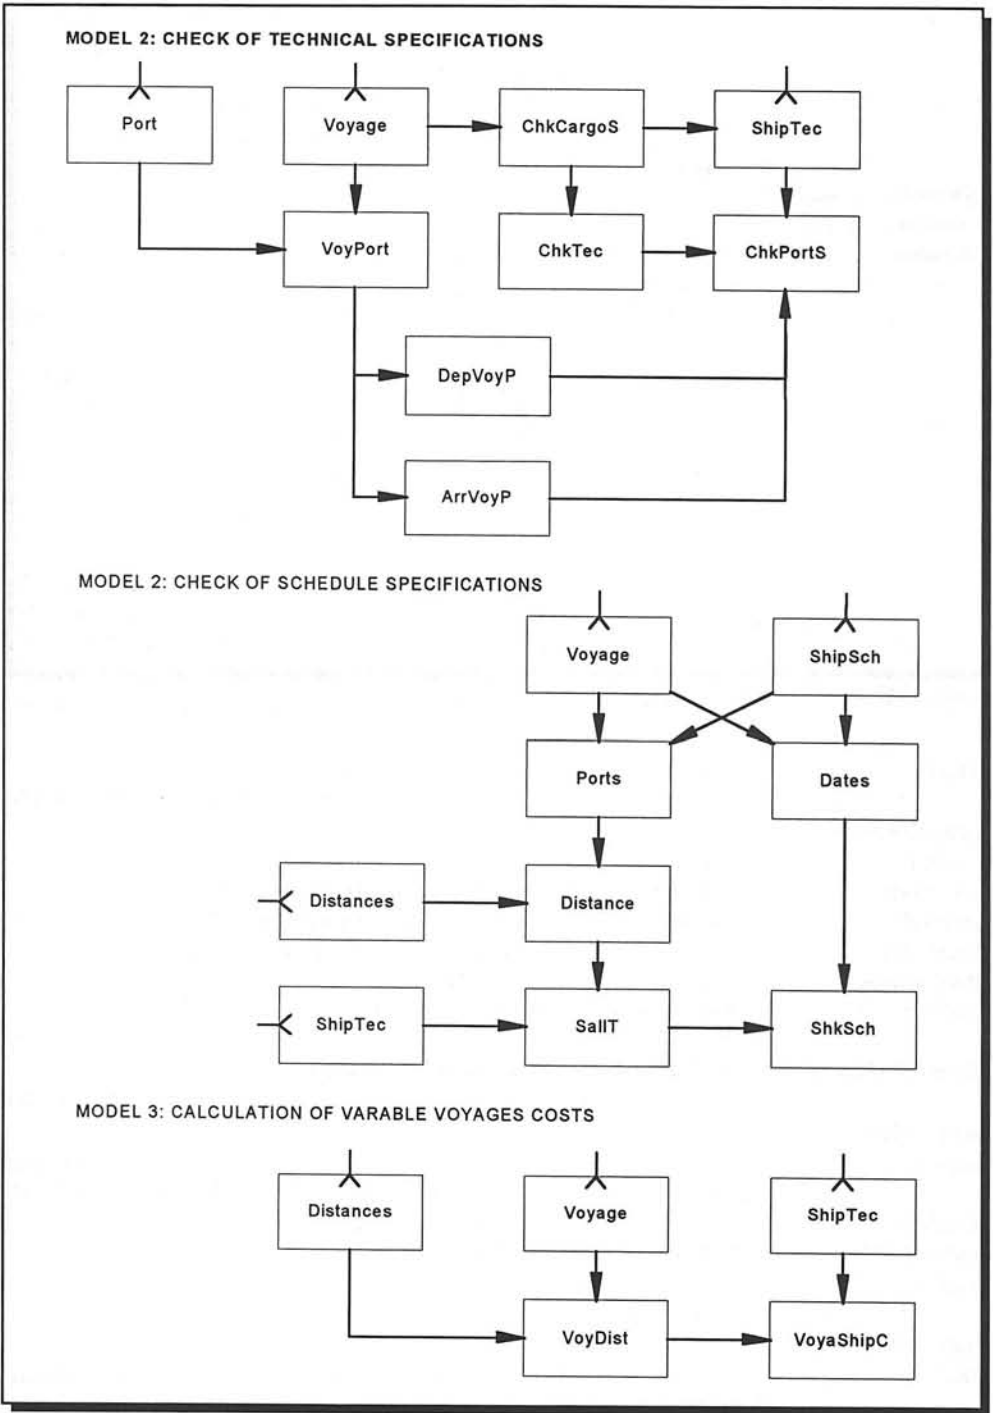 MODEL 2: CHECK OF TECHNICAL SPECIFICATIONS
Port
Voyage
ChkCargoS
ShipTec
VoyPort
ChkTec
ChkPortS
DepVoyP
ArrVoyP
MODEL 2: CHECK OF SCHEDULE SPECIFICATIONS
Voyage
ShipSch
Ports
Dates
Distances
Distance
ShipTec
SailT
ShkSch
MODEL 3: CALCULATION OF VARABLE VOYAGES COSTS
Distances
Voyage
ShipTec
VoyDist
VoyaShipC